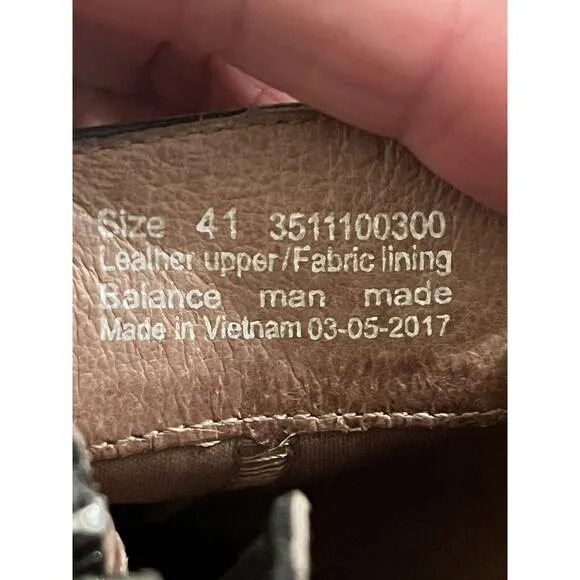 Size 41 3511100300
Leather upper/Fabric lining
Balance man made
Made in Vietnam 03-05-2017